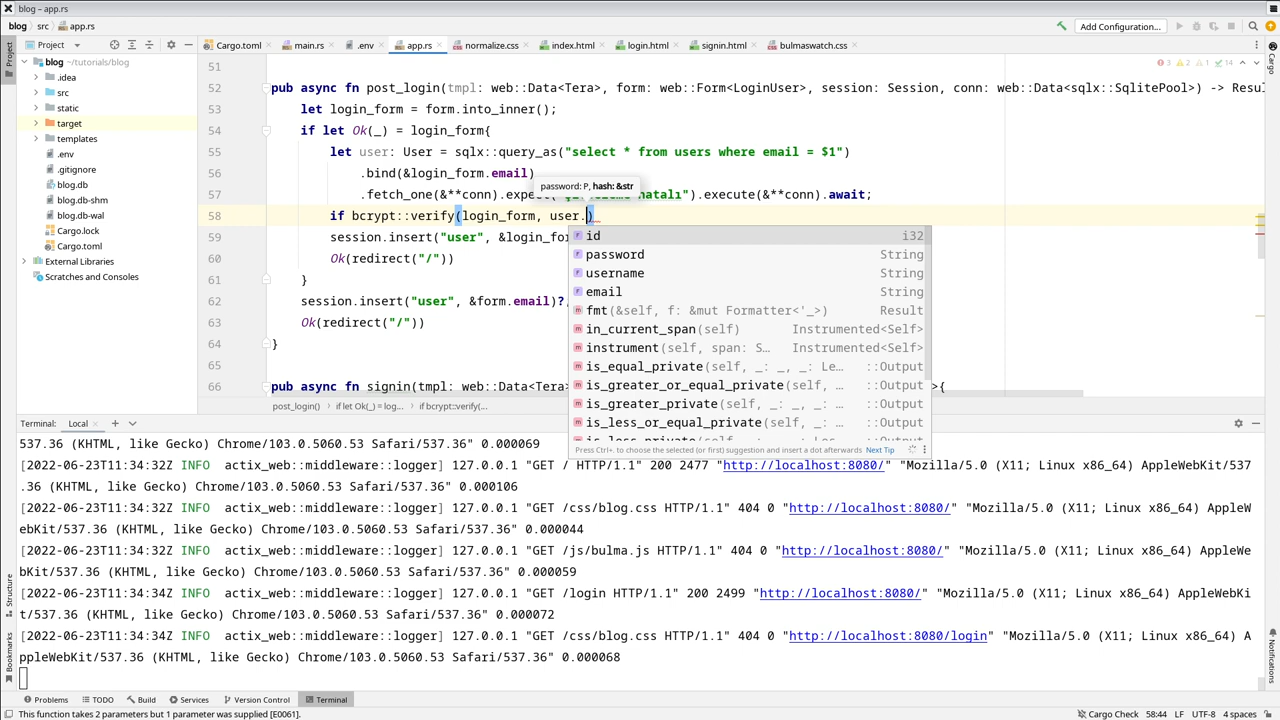 blog – app.rs
blog src app.rs Add Configuration...
Project Cargo.toml main.rs .env app.rs normalize.css index.html login.html signin.html bulmaswatch.css
Project
Cargo
blog ~/tutorials/blog
.idea
src
static
target
templates
.env
.gitignore
blog.db
blog.db-shm
blog.db-wal
Cargo.lock
Cargo.toml
External Libraries
Scratches and Consoles
3 2 1 14
51
52 pub async fn post_login(tmpl: web::Data<Tera>, form: web::Form<LoginUser>, session: Session, conn: web::Data<sqlx::SqlitePool>) -> Resul
53 let login_form = form.into_inner();
54 if let Ok(_) = login_form{
55 let user: User = sqlx::query_as("select * from users where email = $1")
56 .bind(&login_form.email)
password: P, hash: &str
57 .fetch_one(&**conn).expect( natalı").execute(&**conn).await;
58 if bcrypt::verify(login_form, user.)
59 session.insert("user", &login_for
60 Ok(redirect("/"))
61 }
62 session.insert("user", &form.email)?;
63 Ok(redirect("/"))
64 }
65
66 pub async fn signin(tmpl: web::Data<Tera> >{
id i32
password String
username String
email String
fmt(&self, f: &mut Formatter<'_>) Result
in_current_span(self) Instrumented<Self>
instrument(self, span: S… Instrumented<Self>
is_equal_private(self, _: _, _: Le… ::Output
is_greater_or_equal_private(self, … ::Output
is_greater_private(self, _: _, _: … ::Output
is_less_or_equal_private(self, _: … ::Output
Press Ctrl+. to choose the selected (or first) suggestion and insert a dot afterwards Next Tip
post_login() if let Ok(_) = log... if bcrypt::verify(...
Terminal: Local
537.36 (KHTML, like Gecko) Chrome/103.0.5060.53 Safari/537.36" 0.000069
[2022-06-23T11:34:32Z INFO actix_web::middleware::logger] 127.0.0.1 "GET / HTTP/1.1" 200 2477 "http://localhost:8080/" "Mozilla/5.0 (X11; Linux x86_64) AppleWebKit/537
.36 (KHTML, like Gecko) Chrome/103.0.5060.53 Safari/537.36" 0.000106
[2022-06-23T11:34:32Z INFO actix_web::middleware::logger] 127.0.0.1 "GET /css/blog.css HTTP/1.1" 404 0 "http://localhost:8080/" "Mozilla/5.0 (X11; Linux x86_64) AppleW
ebKit/537.36 (KHTML, like Gecko) Chrome/103.0.5060.53 Safari/537.36" 0.000044
[2022-06-23T11:34:32Z INFO actix_web::middleware::logger] 127.0.0.1 "GET /js/bulma.js HTTP/1.1" 404 0 "http://localhost:8080/" "Mozilla/5.0 (X11; Linux x86_64) AppleWe
bKit/537.36 (KHTML, like Gecko) Chrome/103.0.5060.53 Safari/537.36" 0.000059
[2022-06-23T11:34:34Z INFO actix_web::middleware::logger] 127.0.0.1 "GET /login HTTP/1.1" 200 2499 "http://localhost:8080/" "Mozilla/5.0 (X11; Linux x86_64) AppleWebKi
t/537.36 (KHTML, like Gecko) Chrome/103.0.5060.53 Safari/537.36" 0.000072
[2022-06-23T11:34:34Z INFO actix_web::middleware::logger] 127.0.0.1 "GET /css/blog.css HTTP/1.1" 404 0 "http://localhost:8080/login" "Mozilla/5.0 (X11; Linux x86_64) A
ppleWebKit/537.36 (KHTML, like Gecko) Chrome/103.0.5060.53 Safari/537.36" 0.000068
Structure
Bookmarks
Notifications
Problems TODO Build Services Version Control Terminal
This function takes 2 parameters but 1 parameter was supplied [E0061]. Cargo Check 58:44 LF UTF-8 4 spaces